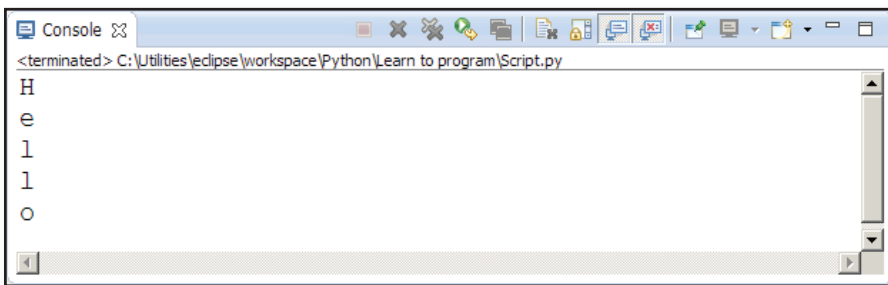 Console
<terminated> C:\Utilities\eclipse\workspace\Python\Learn to program\Script.py
H
e
l
l
o